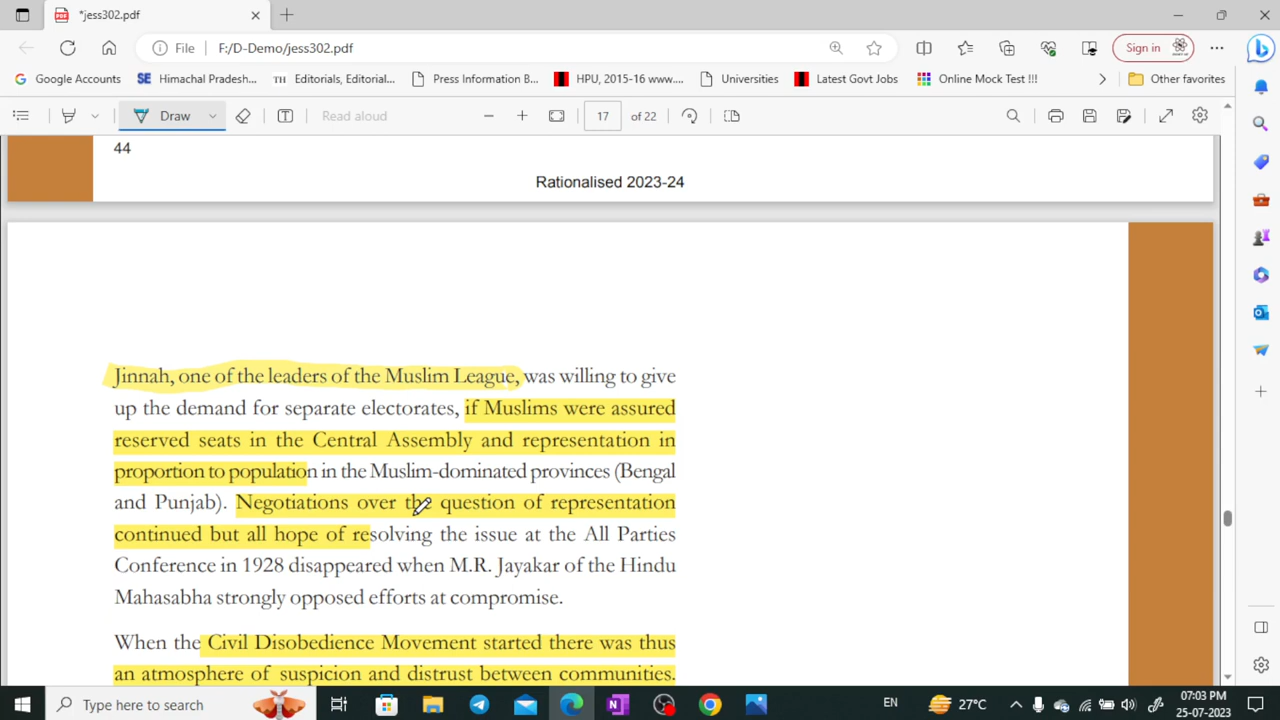 *jess302.pdf
File F:/D-Demo/jess302.pdf Sign in
Google Accounts SE Himachal Pradesh... TH Editorials, Editorial... Press Information B... HPU, 2015-16 www.... Universities Latest Govt Jobs Online Mock Test !!! Other favorites
Draw Read aloud 17 of 22
44
Rationalised 2023-24
Jinnah, one of the leaders of the Muslim League, was willing to give
up the demand for separate electorates, if Muslims were assured
reserved seats in the Central Assembly and representation in
proportion to population in the Muslim-dominated provinces (Bengal
and Punjab). Negotiations over the question of representation
continued but all hope of resolving the issue at the All Parties
Conference in 1928 disappeared when M.R. Jayakar of the Hindu
Mahasabha strongly opposed efforts at compromise.
When the Civil Disobedience Movement started there was thus
an atmosphere of suspicion and distrust between communities.
Type here to search EN 27°C 07:03 PM
25-07-2023